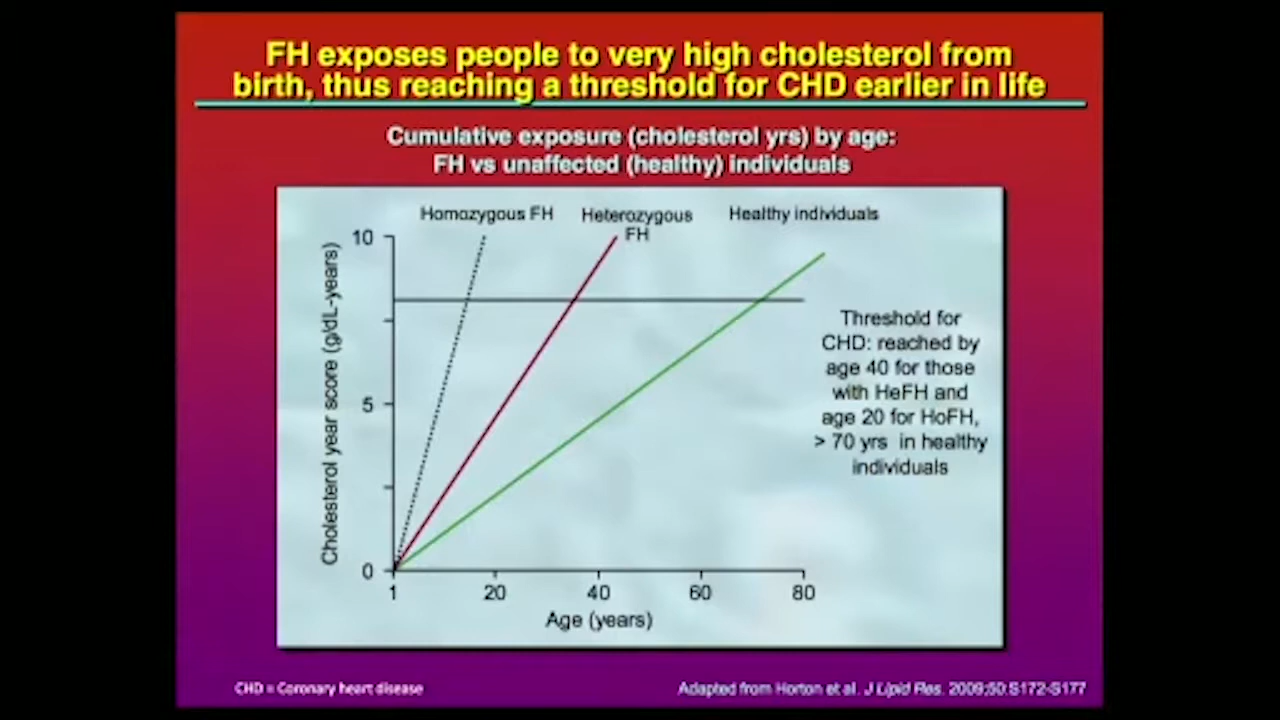 FH exposes people to very high cholesterol from
birth, thus reaching a threshold for CHD earlier in life
Cumulative exposure (cholesterol yrs) by age:
FH vs unaffected (healthy) individuals
Homozygous FH
Heterozygous
FH
Healthy individuals
Cholesterol year score (g/dL-years)
10
5
0
1
20
40
60
80
Age (years)
Threshold for
CHD: reached by
age 40 for those
with HeFH and
age 20 for HoFH,
> 70 yrs in healthy
individuals
CHD = Coronary heart disease
Adapted from Horton et al. J Lipid Res. 2009;50:S172-S177